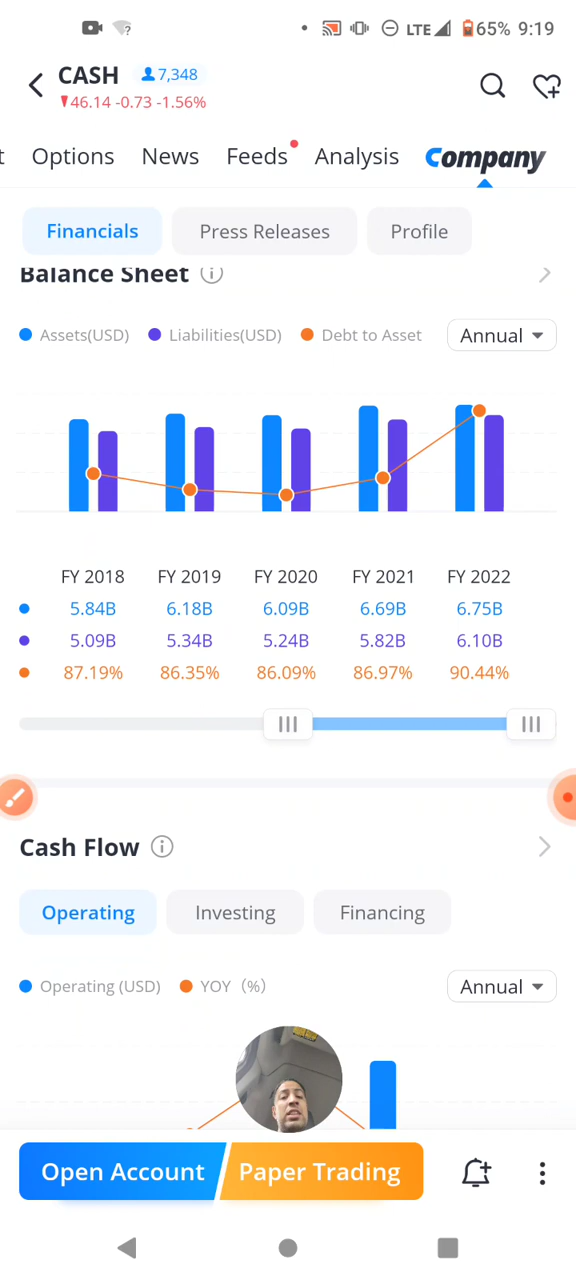 65% 9:19
LTE
CASH 7,348
46.14 -0.73 -1.56%
t Options News Feeds Analysis Company
Financials Press Releases Profile
Balance Sheet
Assets(USD) Liabilities(USD) Debt to Asset Annual
FY 2018 FY 2019 FY 2020 FY 2021 FY 2022
5.84B 6.18B 6.09B 6.69B 6.75B
5.09B 5.34B 5.24B 5.82B 6.10B
87.19% 86.35% 86.09% 86.97% 90.44%
Cash Flow
Operating Investing Financing
Operating (USD) YOY (%) Annual
Open Account Paper Trading